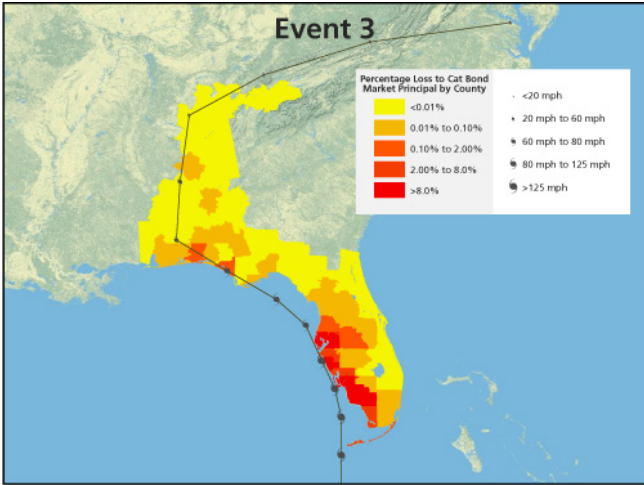 Event 3
Percentage Loss to Cat Bond
Market Principal by County
<0.01%
0.01% to 0.10%
0.10% to 2.00%
2.00% to 8.0%
>8.0%
<20 mph
20 mph to 60 mph
60 mph to 80 mph
80 mph to 125 mph
>125 mph